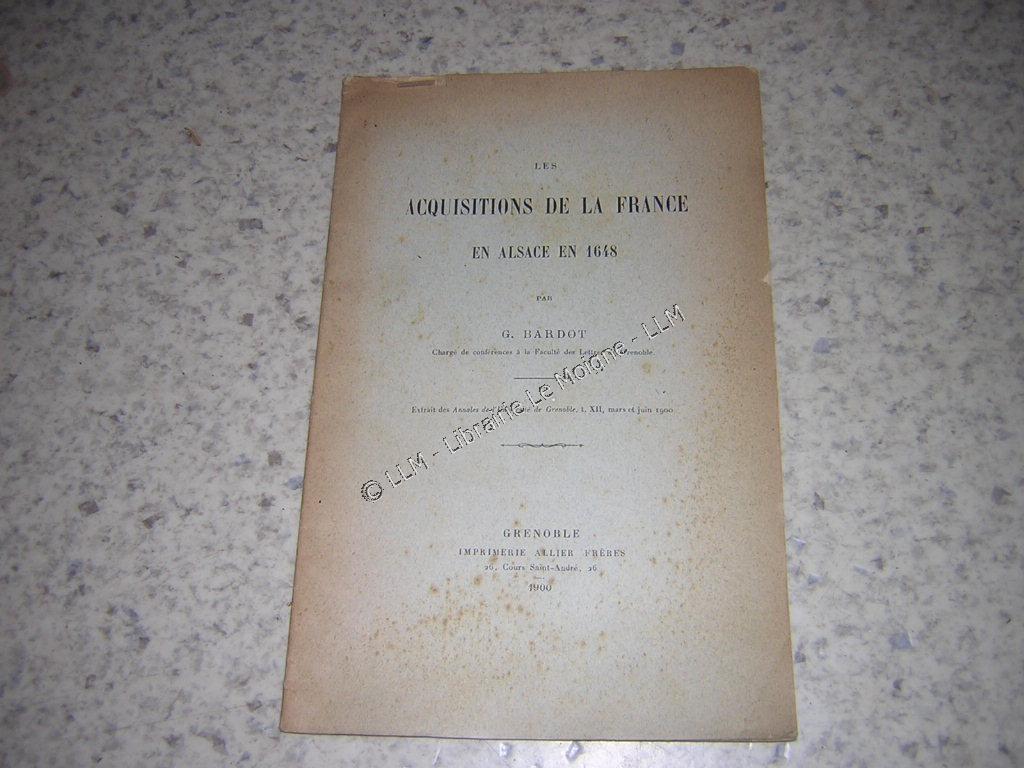 LES
ACQUISITIONS DE LA FRANCE
EN ALSACE EN 1648
PAR
G. BARDOT
Chargé de conférences à la Faculté des Lettres Grenoble.
Extrait des Annales de de Grenoble, t. XII, mars et juin 1900
© LLM - Librairie Le Moigne - LLM
GRENOBLE
IMPRIMERIE ALLIER FRÈRES
26, Cours Saint-André, 26
1900